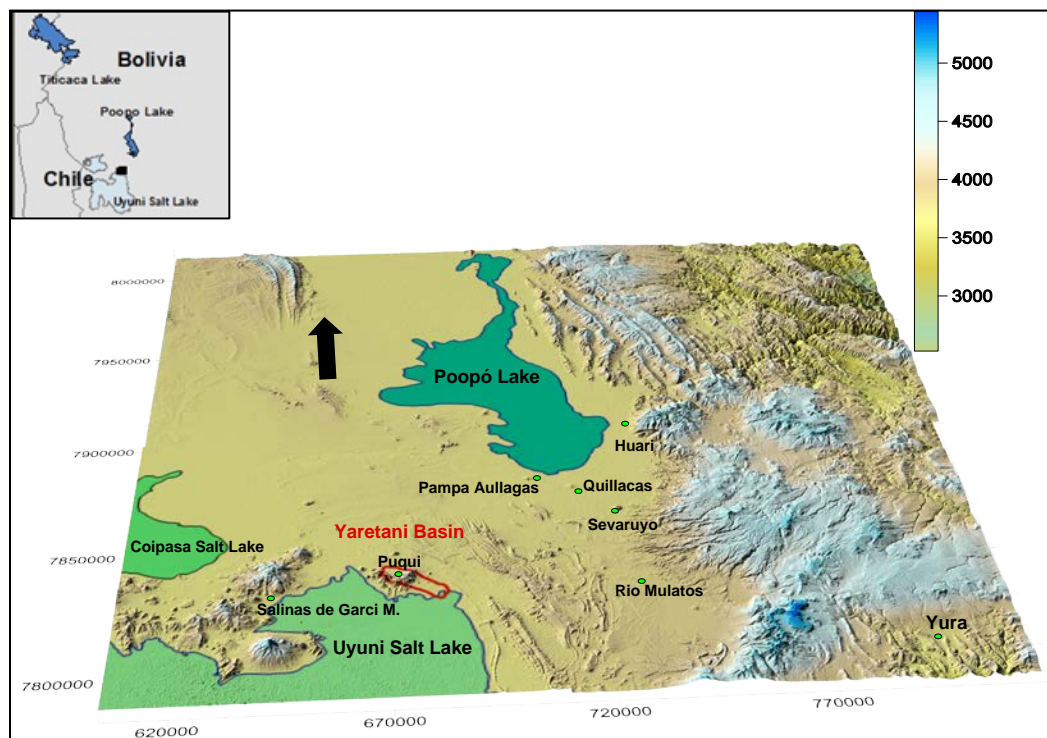 Bolivia
Titicaca Lake
Poopo Lake
Chile
Uyuni Salt Lake
5000
4500
4000
3500
3000
8000000
7950000
7900000
7850000
7800000
Poopó Lake
Huari
Pampa Aullagas
Quillacas
Sevaruyo
Yaretani Basin
Coipasa Salt Lake
Puqui
Rio Mulatos
Salinas de Garci M.
Yura
Uyuni Salt Lake
620000
670000
720000
770000